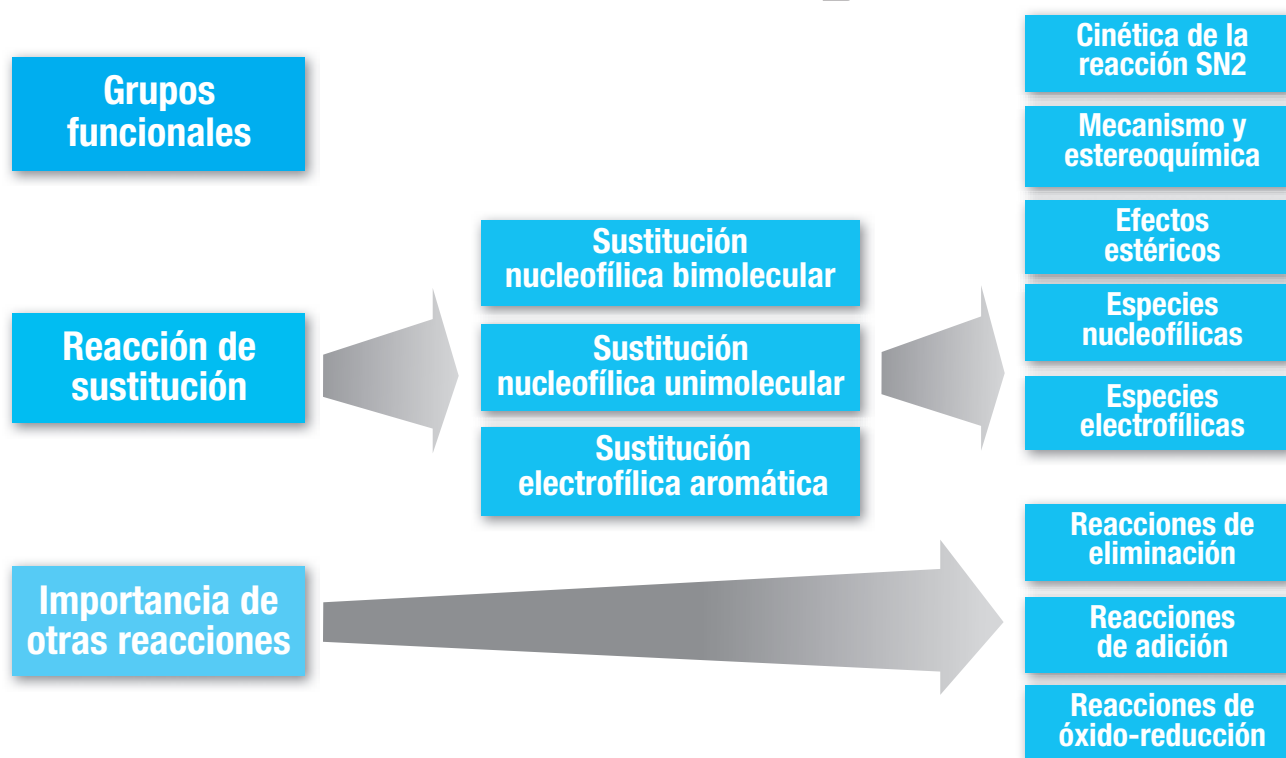 Grupos
funcionales
Reacción de
sustitución
Importancia de
otras reacciones
Sustitución
nucleofílica bimolecular
Sustitución
nucleofílica unimolecular
Sustitución
electrofílica aromática
Cinética de la
reacción SN2
Mecanismo y
estereoquímica
Efectos
estéricos
Especies
nucleofílicas
Especies
electrofílicas
Reacciones de
eliminación
Reacciones
de adición
Reacciones de
óxido-reducción